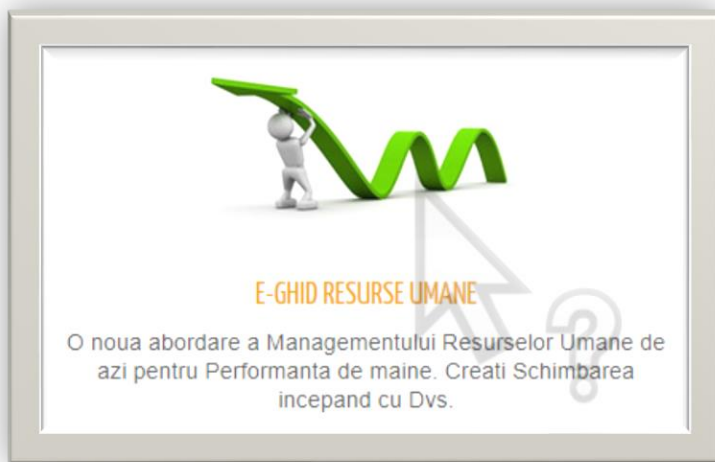 E-GHID RESURSE UMANE
O noua abordare a Managementului Resurselor Umane de
azi pentru Performanta de maine. Creati Schimbarea
incepand cu Dvs.